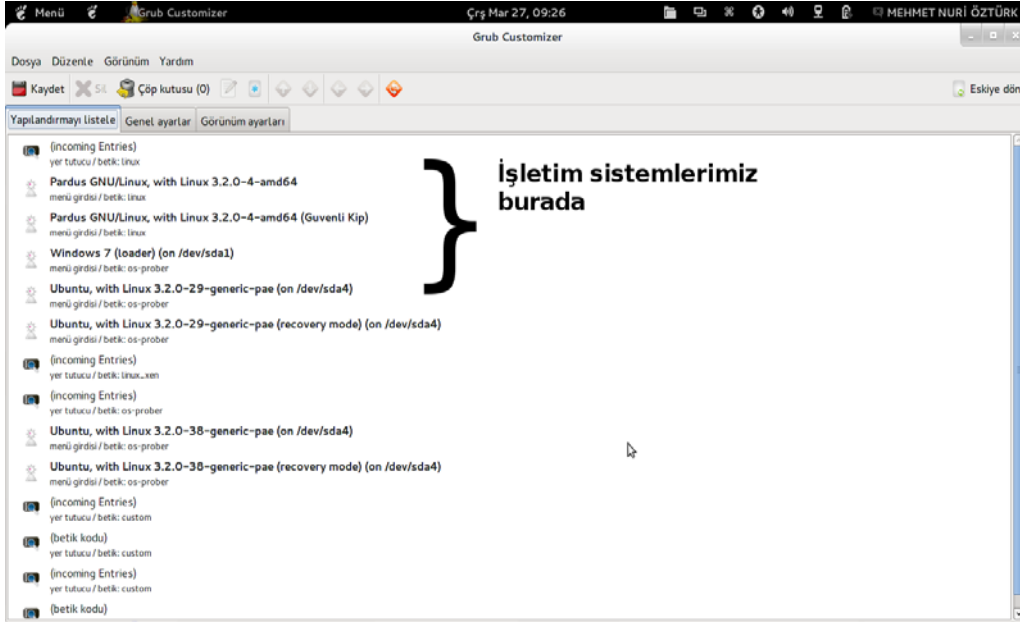 Menü Grub Customizer Çrş Mar 27, 09:26 MEHMET NURİ ÖZTÜRK
Grub Customizer
Dosya Düzenle Görünüm Yardım
Kaydet Sil Çöp kutusu (0) Eskiye dön
Yapılandırmayı listele Genel ayarlar Görünüm ayarları
(incoming Entries)
yer tutucu / betik: linux
Pardus GNU/Linux, with Linux 3.2.0-4-amd64
menü girdisi / betik: linux
Pardus GNU/Linux, with Linux 3.2.0-4-amd64 (Guvenli Kip)
menü girdisi / betik: linux
Windows 7 (loader) (on /dev/sda1)
menü girdisi / betik: os-prober
Ubuntu, with Linux 3.2.0-29-generic-pae (on /dev/sda4)
menü girdisi / betik: os-prober
Ubuntu, with Linux 3.2.0-29-generic-pae (recovery mode) (on /dev/sda4)
menü girdisi / betik: os-prober
(incoming Entries)
yer tutucu / betik: linux_xen
(incoming Entries)
yer tutucu / betik: os-prober
Ubuntu, with Linux 3.2.0-38-generic-pae (on /dev/sda4)
menü girdisi / betik: os-prober
Ubuntu, with Linux 3.2.0-38-generic-pae (recovery mode) (on /dev/sda4)
menü girdisi / betik: os-prober
(incoming Entries)
yer tutucu / betik: custom
(betik kodu)
yer tutucu / betik: custom
(incoming Entries)
yer tutucu / betik: custom
(betik kodu)
İşletim sistemlerimiz
burada